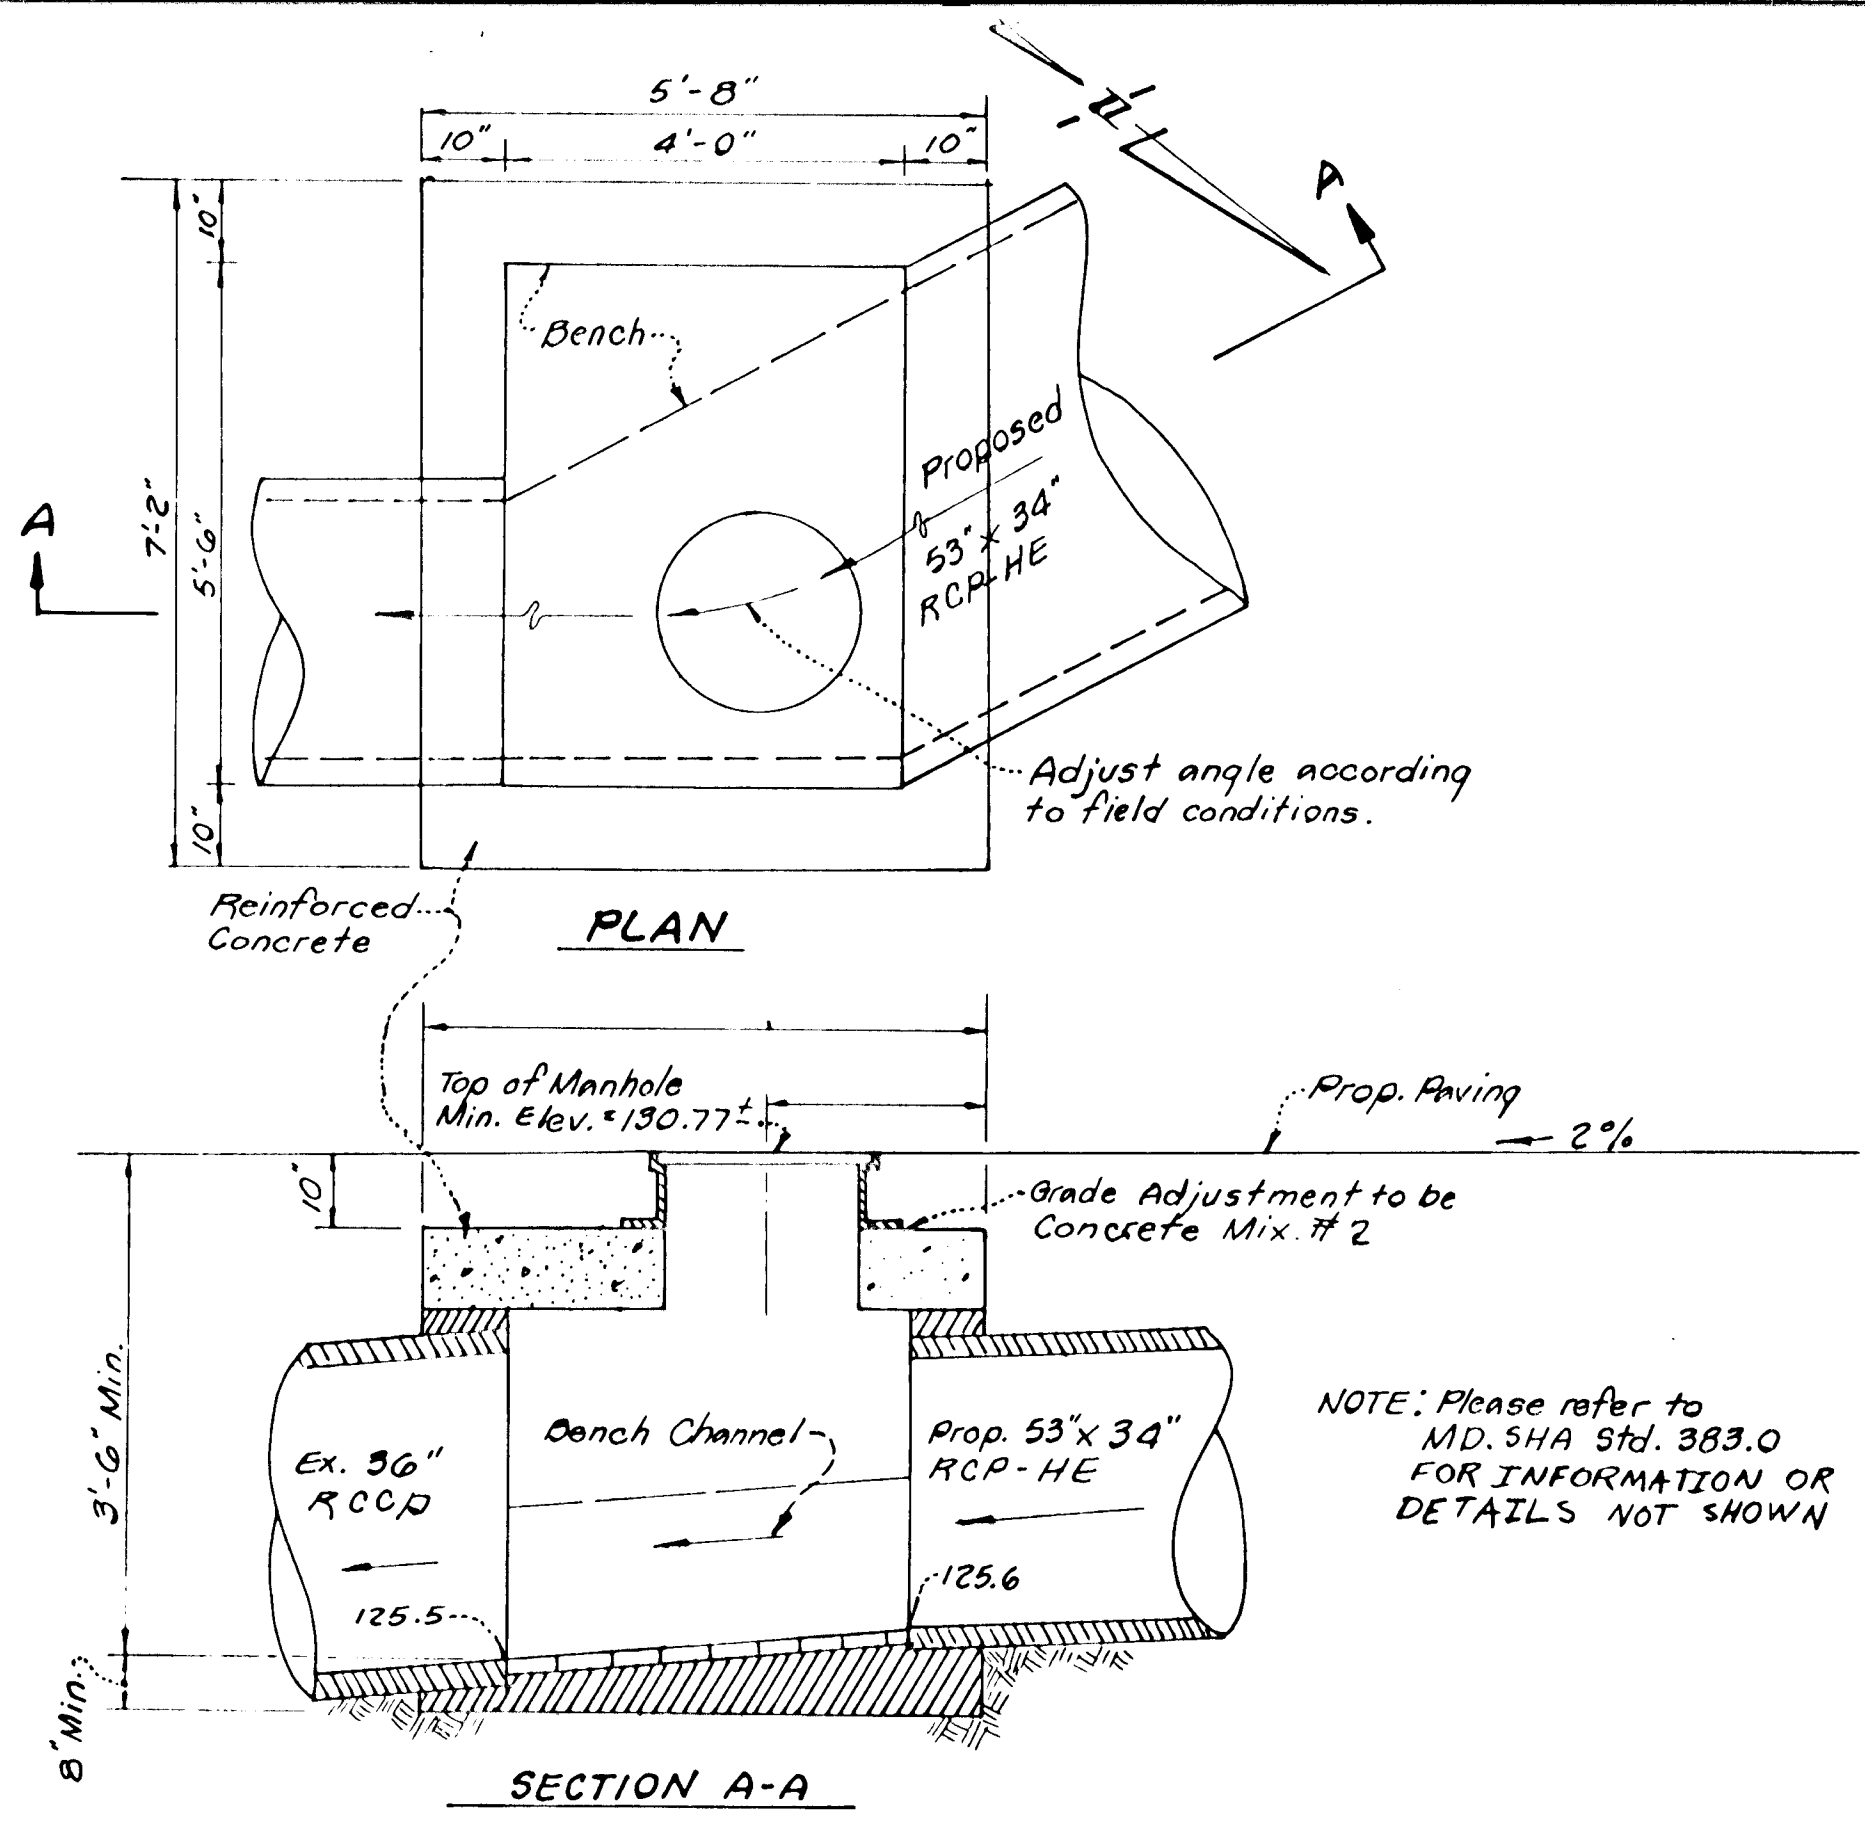 5'-8"
10" 4'-0" 10"
A
10"
Bench
Proposed
53" x 34"
RCP-HE
A
7'-2"
5'-6"
Adjust angle according
to field conditions.
10"
Reinforced
Concrete
PLAN
Top of Manhole
Min. Elev. = 130.77±
Prop. Paving
2%
10"
Grade Adjustment to be
Concrete Mix. # 2
3'-6" Min.
Bench Channel
Prop. 53" x 34"
RCP-HE
Ex. 36"
RCCP
NOTE: Please refer to
MD. SHA Std. 383.0
FOR INFORMATION OR
DETAILS NOT SHOWN
125.6
125.5
8" Min.
SECTION A-A